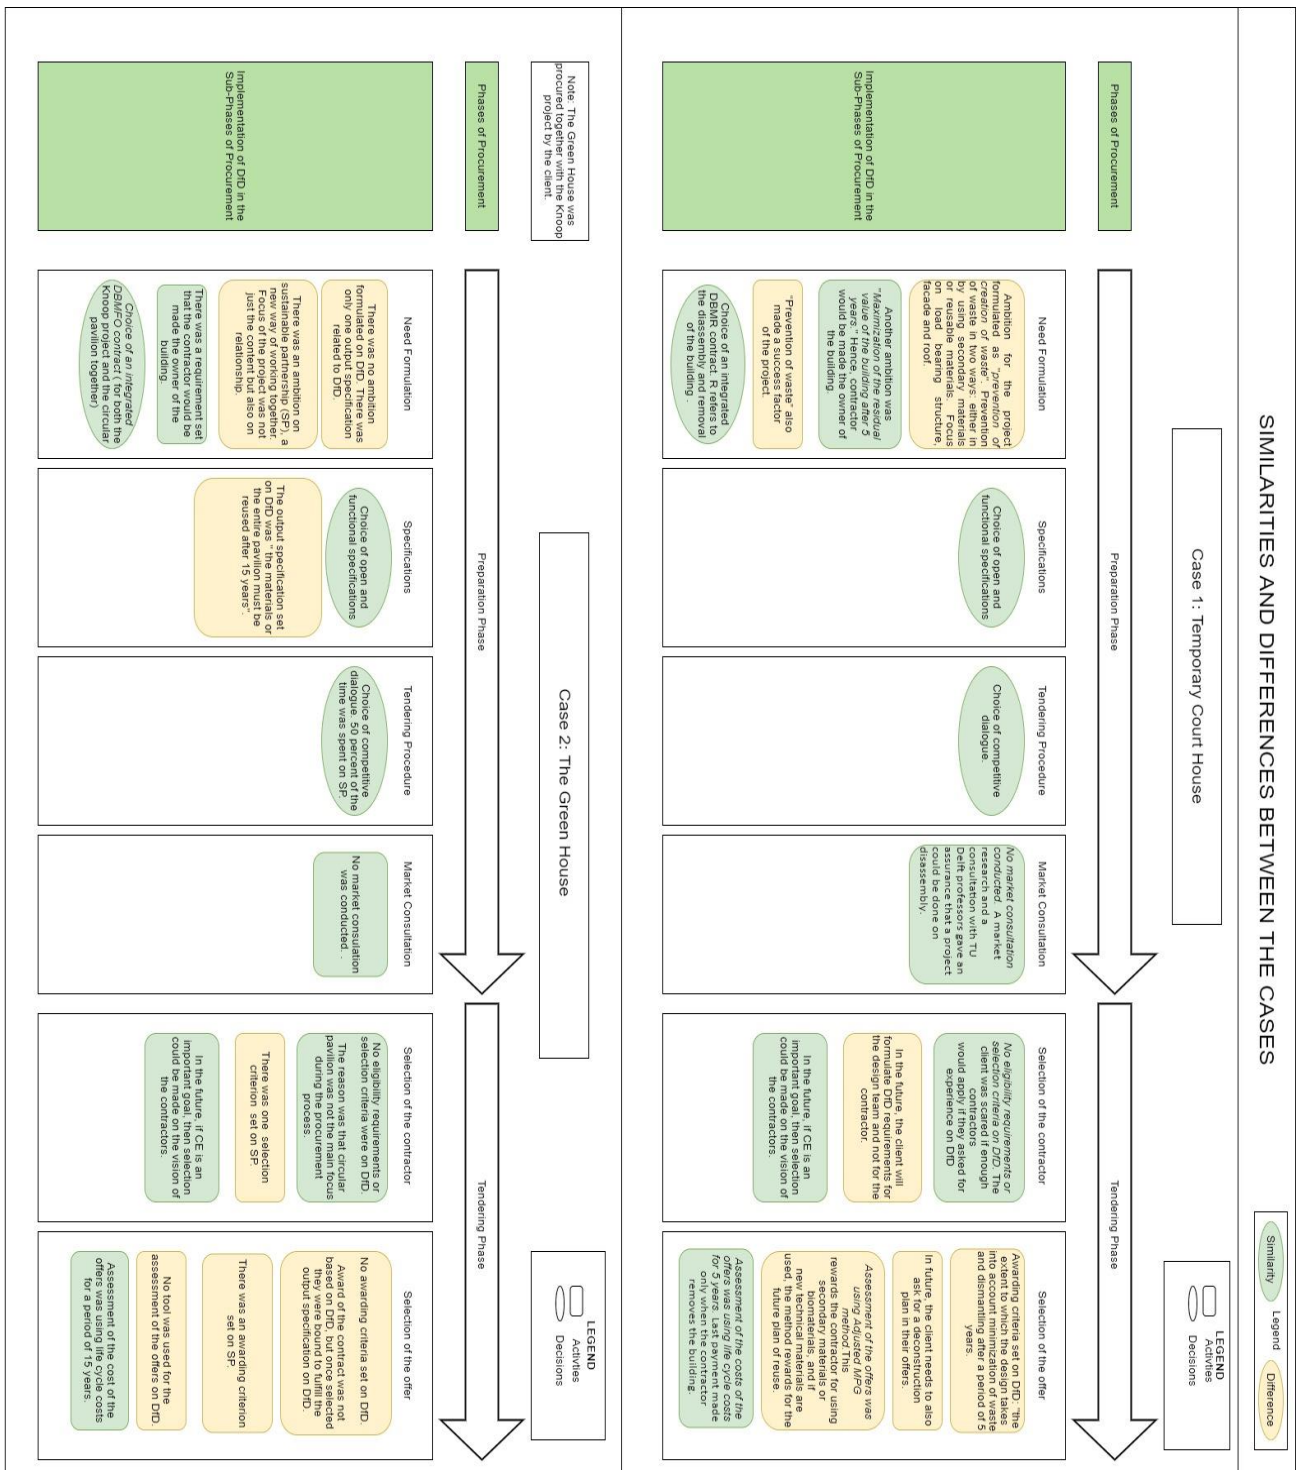 SIMILARITIES AND DIFFERENCES BETWEEN THE CASES
Similarity
Legend
Difference
Case 1: Temporary Court House
LEGEND
Activties
Decisions
Phases of Procurement
Preparation Phase
Tendering Phase
Implementation of DfD in the
Sub-Phases of Procurement
Need Formulation
Ambition for the project
formulated as "prevention of
creation of waste". Prevention
of waste in two ways: either in
by using secondary materials
or reusable materials. Focus
on load bearing structure,
facade and roof.
Another ambition was
"Maximization of the residual
value of the building after 5
years." Hence, contractor
would be made the owner of
the building.
"Prevention of waste" also
made a success factor
of the project.
Choice of an integrated
DBMR contract. R refers to
the disassembly and removal
of the building .
Specifications
Choice of open and
functional specifications
Tendering Procedure
Choice of competitive
dialogue.
Market Consultation
No market consultation
conducted. A market
research and a
consultation with TU
Delft professors gave an
assurance that a project
could be done on
disassembly.
Selection of the contractor
No eligibility requirements or
selection criteria on DfD. The
client was scared if enough
contractors
would apply if they asked for
experience on DfD
In the future, the client will
formulate DfD requirements for
the design team and not for the
contractor.
In the future, if CE is an
important goal, then selection
could be made on the vision of
the contractors.
Selection of the offer
Awarding criteria set on DfD: "the
extent to which the design takes
into account minimization of waste
and dismantling after a period of 5
years.
In future, the client needs to also
ask for a deconstruction
plan in their offers.
Assessment of the offers was
using Adjusted MPG
method.This
rewards the contractor for using
secondary materials or
biomaterials, and if
new technical materials are
used, the method rewards for the
future plan of reuse.
Assessment of the costs of the
offers was using life cycle costs
for 5 years. Last payment made
only when the contractor
removes the building.
Case 2: The Green House
LEGEND
Activties
Decisions
Note: The Green House was
procured together with the Knoop
project by the client.
Phases of Procurement
Preparation Phase
Tendering Phase
Implementation of DfD in the
Sub-Phases of Procurement
Need Formulation
There was no ambition
formulated on DfD. There was
only one output specification
related to DfD.
There was an ambition on
sustainable partnership (SP), a
new way of working together.
Focus of the project was not
just the content but also on
relationship.
There was a requirement set
that the contractor would be
made the owner of the
building.
Choice of an integrated
DBMFO contract ( for both the
Knoop project and the circular
pavilion together)
Specifications
Choice of open and
functional specifications
The output specification set
on DfD was " the materials or
the entire pavilion must be
reused after 15 years".
Tendering Procedure
Choice of competitive
dialogue. 50 percent of the
time was spent on SP.
Market Consultation
No market consultation
was conducted. .
Selection of the contractor
No eligibility requirements or
selection criteria were on DfD.
The reason was that circular
pavilion was not the main focus
during the procurement
process.
There was one selection
criterion set on SP.
In the future, if CE is an
important goal, then selection
could be made on the vision of
the contractors.
Selection of the offer
No awarding criteria set on DfD.
Award of the contract was not
based on DfD, but once selected
they were bound to fulfill the
output specification on DfD.
There was an awarding criterion
set on SP.
No tool was used for the
assessment of the offers on DfD.
Assessment of the cost of the
offers was using life cycle costs
for a period of 15 years.